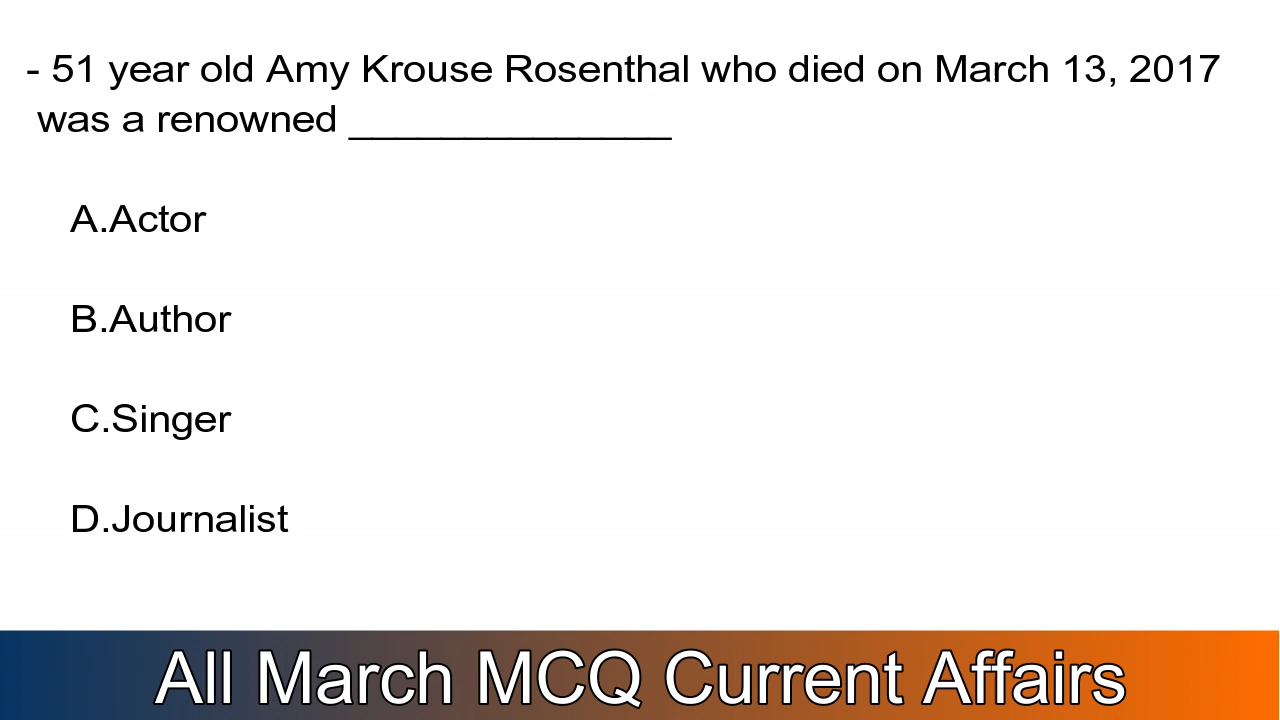 - 51 year old Amy Krouse Rosenthal who died on March 13, 2017
was a renowned ______________
A.Actor
B.Author
C.Singer
D.Journalist
All March MCQ Current Affairs